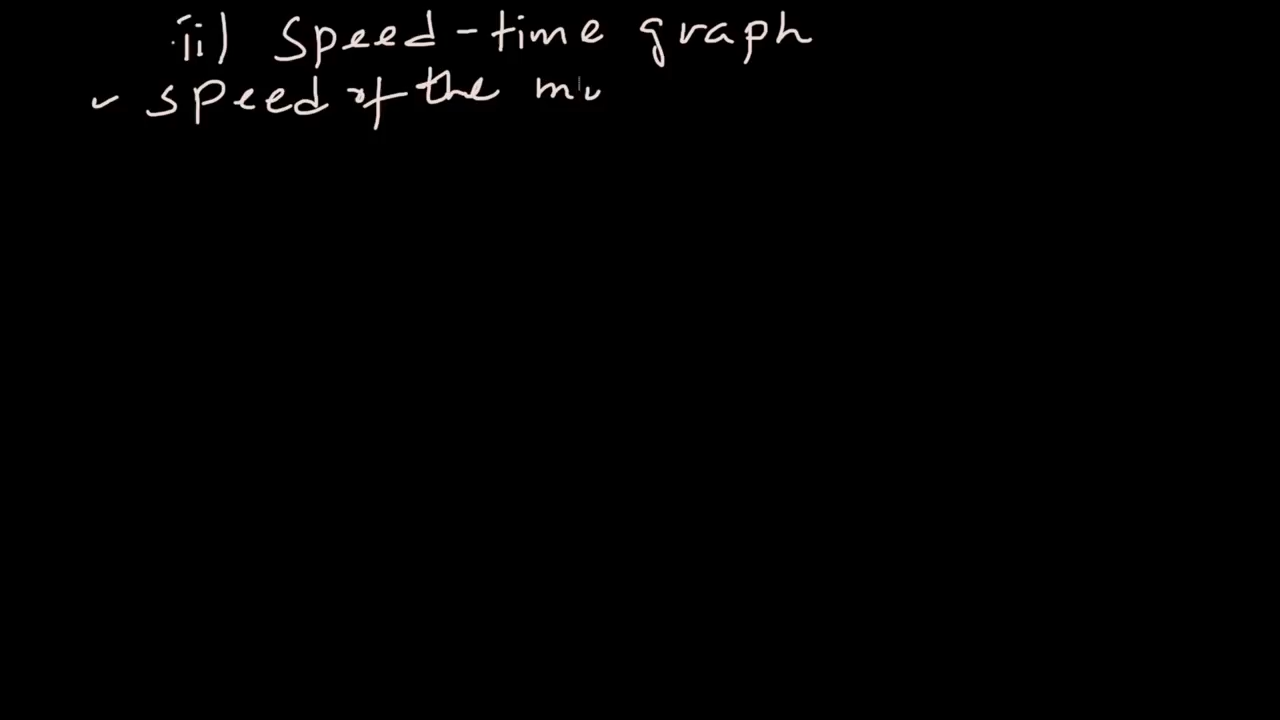 ii) Speed-time graph
✓ speed of the